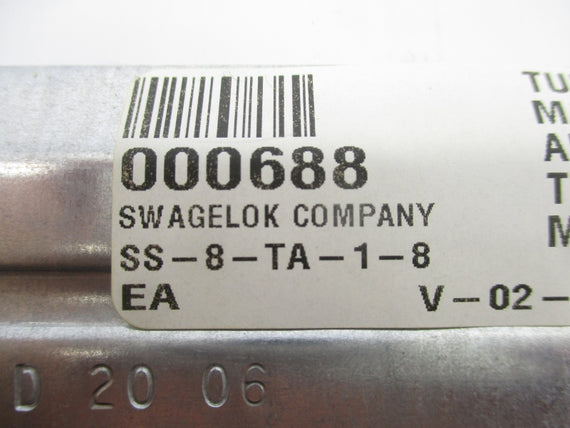 000688
SWAGELOK COMPANY
SS-8-TA-1-8
EA
V-02-
D 20 06